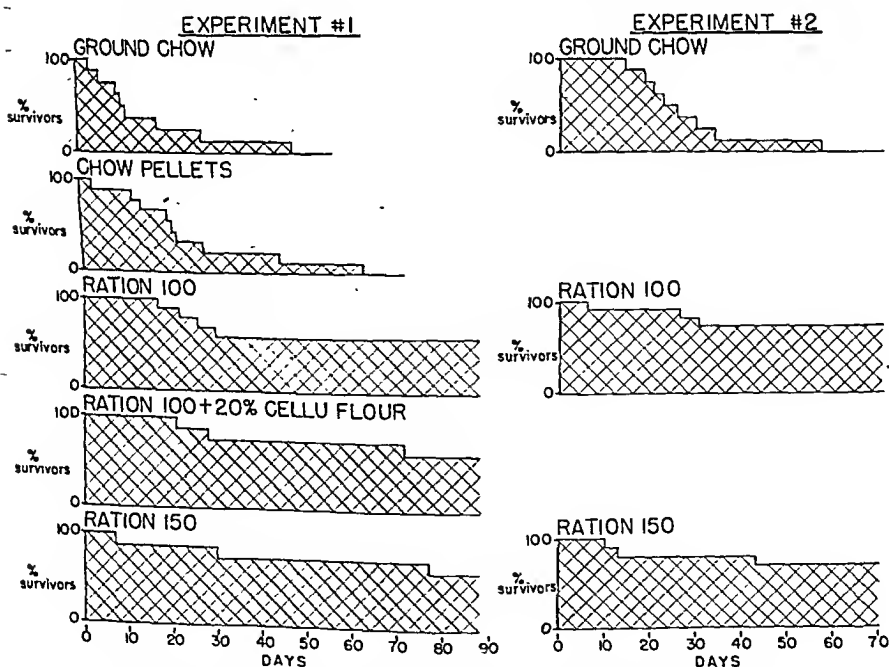 EXPERIMENT #1
GROUND CHOW
100
%
survivors
0
CHOW PELLETS
100
%
survivors
0
RATION 100
100
%
survivors
0
RATION 100+20% CELLU FLOUR
100
%
survivors
0
RATION 150
100
%
survivors
0
0 10 20 30 40 50 60 70 80 90
DAYS
EXPERIMENT #2
GROUND CHOW
100
%
survivors
0
RATION 100
100
%
survivors
0
RATION 150
100
%
survivors
0
0 10 20 30 40 50 60 70
DAYS